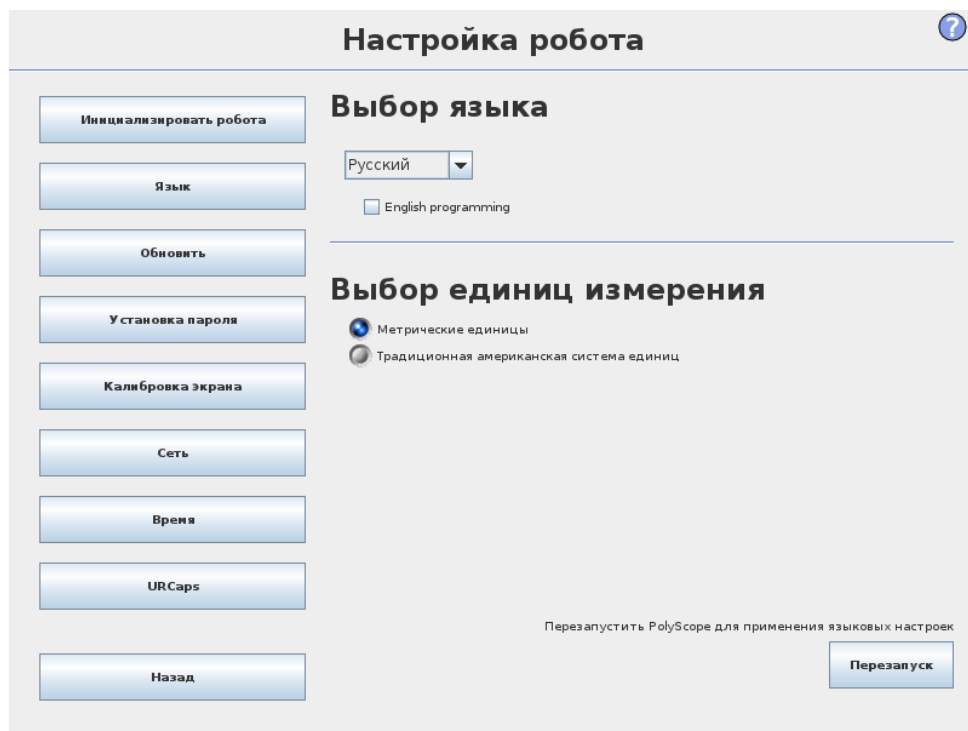 Настройка робота
?
Инициализировать робота
Язык
Обновить
Установка пароля
Калибровка экрана
Сеть
Время
URCaps
Назад
Выбор языка
Русский
English programming
Выбор единиц измерения
Метрические единицы
Традиционная американская система единиц
Перезапустить PolyScope для применения языковых настроек
Перезапуск